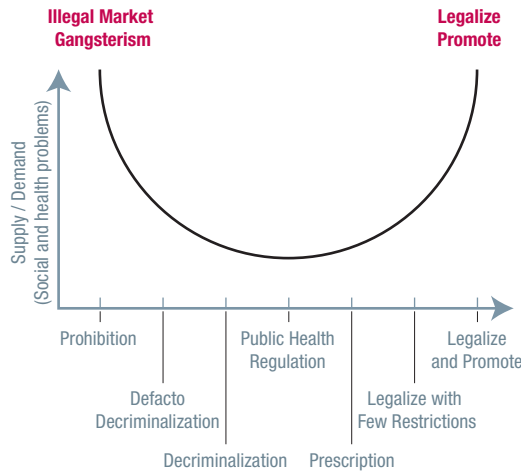 Illegal Market
Gangsterism
Legalize
Promote
Supply / Demand
(Social and health problems)
Prohibition
Public Health
Regulation
Legalize
and Promote
Defacto
Decriminalization
Legalize with
Few Restrictions
Decriminalization
Prescription